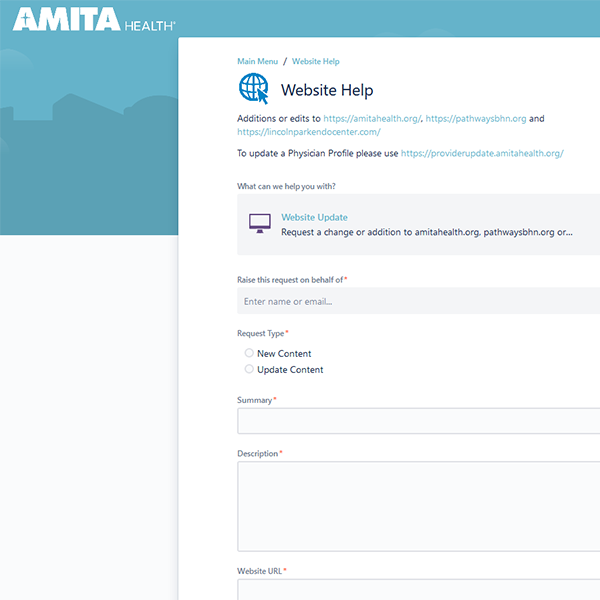 AMITA HEALTH®
Main Menu / Website Help
Website Help
Additions or edits to https://amitahealth.org/, https://pathwaysbhn.org and
https://lincolnparkendocenter.com/
To update a Physician Profile please use https://providerupdate.amitahealth.org/
What can we help you with?
Website Update
Request a change or addition to amitahealth.org, pathwaysbhn.org or...
Raise this request on behalf of*
Enter name or email...
Request Type*
New Content
Update Content
Summary*
Description*
Website URL*